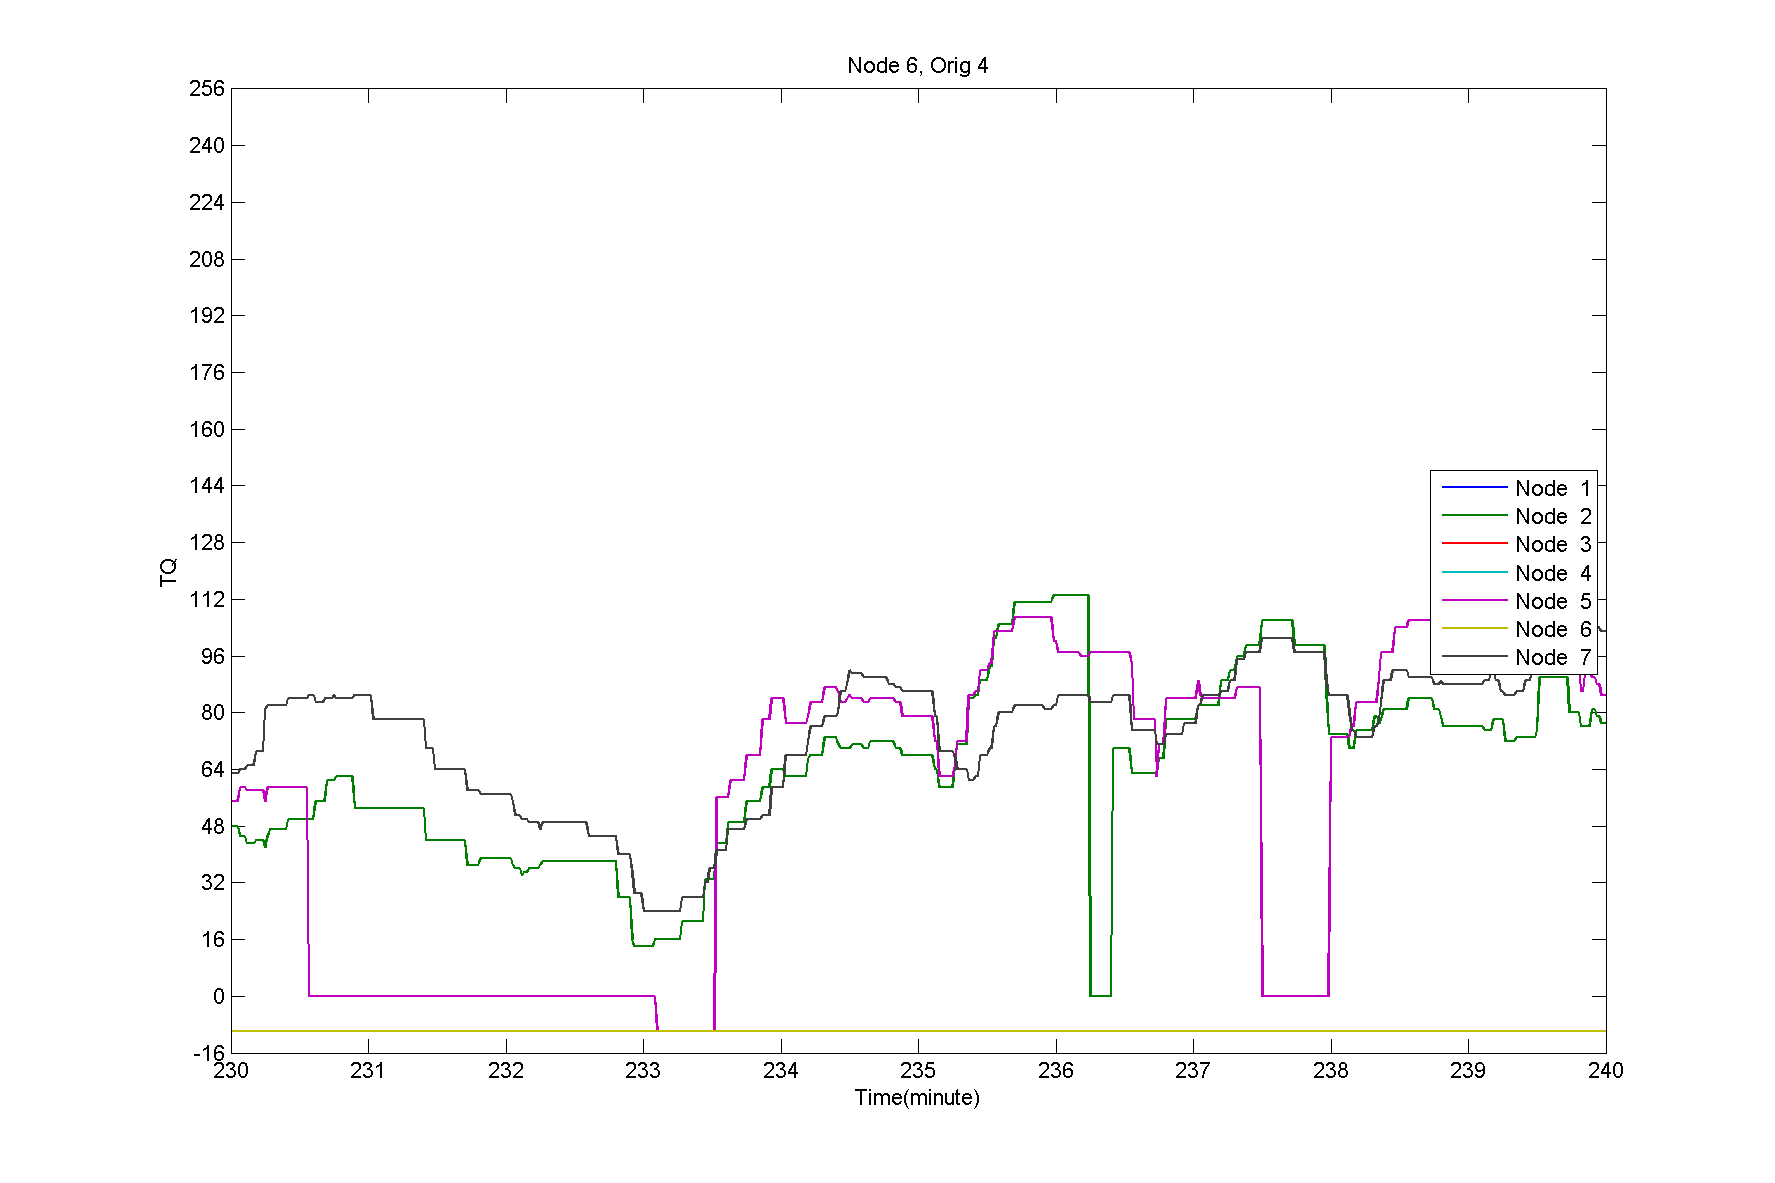 Node 6, Orig 4
256
240
224
208
192
176
160
144
128
112
96
80
64
48
32
16
0
-16
TQ
Node 1
Node 2
Node 3
Node 4
Node 5
Node 6
Node 7
230 231 232 233 234 235 236 237 238 239 240
Time(minute)